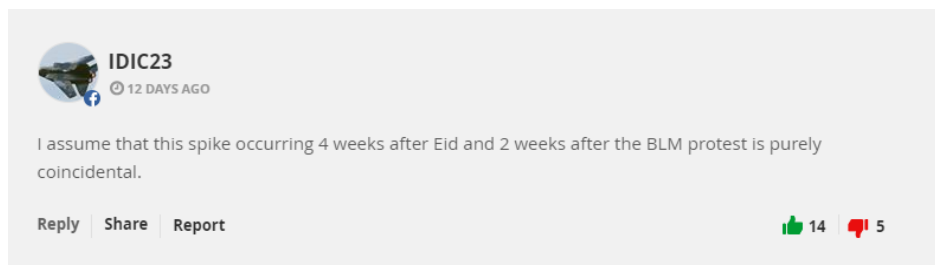 IDIC23
12 DAYS AGO
I assume that this spike occurring 4 weeks after Eid and 2 weeks after the BLM protest is purely
coincidental.
Reply Share Report 14 5